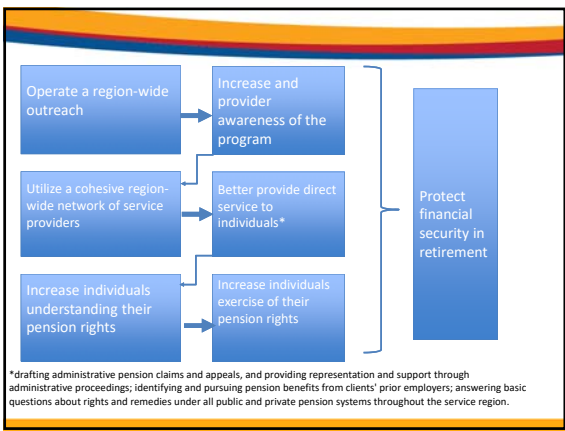 Operate a region-wide
outreach
Increase and
provider
awareness of the
program
Utilize a cohesive region-
wide network of service
providers
Better provide direct
service to
individuals*
Increase individuals
understanding their
pension rights
Increase individuals
exercise of their
pension rights
Protect
financial
security in
retirement
*drafting administrative pension claims and appeals, and providing representation and support through
administrative proceedings; identifying and pursuing pension benefits from clients' prior employers; answering basic
questions about rights and remedies under all public and private pension systems throughout the service region.